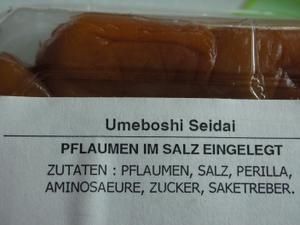 Umeboshi Seidai
PFLAUMEN IM SALZ EINGELEGT
ZUTATEN : PFLAUMEN, SALZ, PERILLA,
AMINOSAEURE, ZUCKER, SAKETREBER.